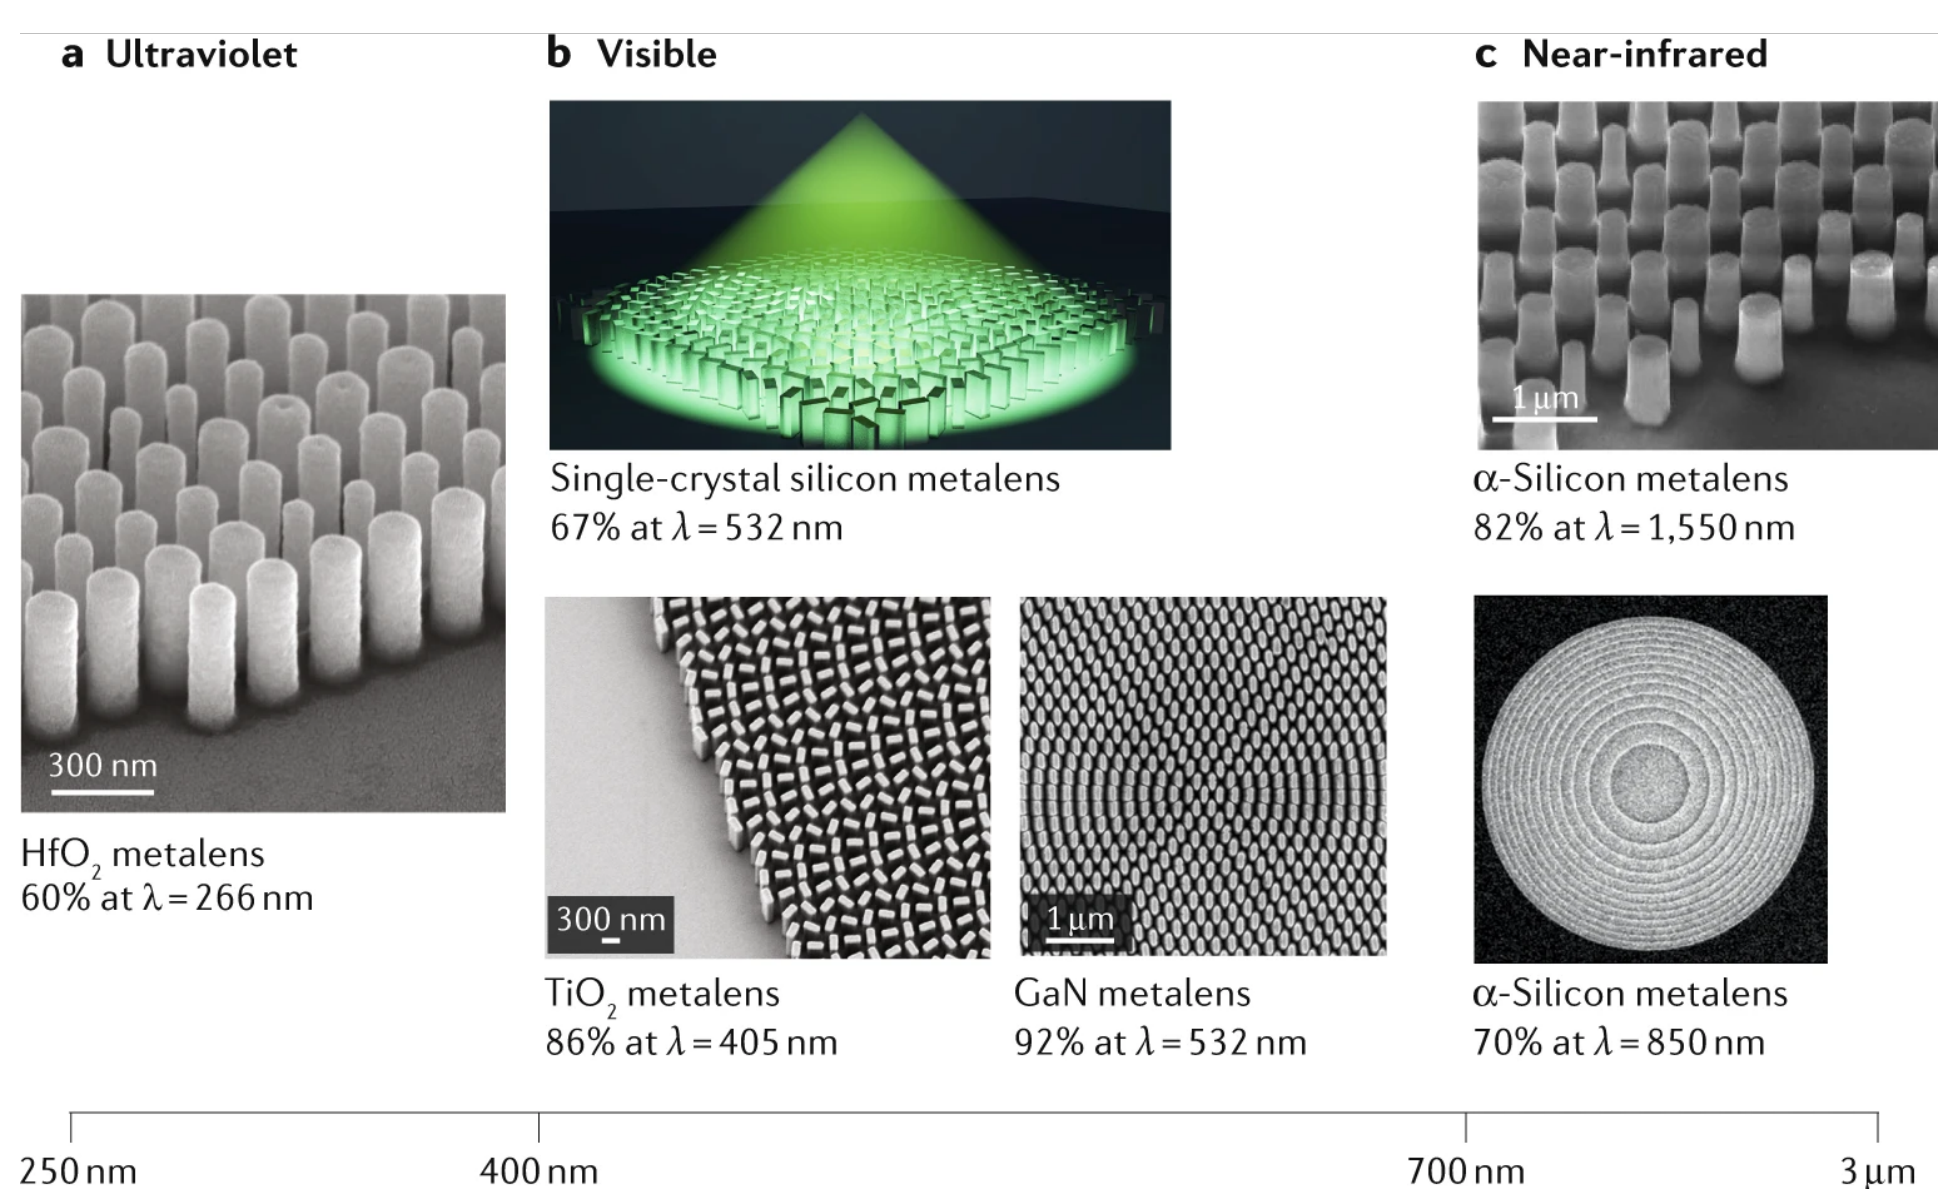 a Ultraviolet
b Visible
c Near-infrared
300 nm
HfO₂ metalens
60% at λ = 266 nm
Single-crystal silicon metalens
67% at λ = 532 nm
300 nm
TiO₂ metalens
86% at λ = 405 nm
1 μm
GaN metalens
92% at λ = 532 nm
1 μm
α-Silicon metalens
82% at λ = 1,550 nm
α-Silicon metalens
70% at λ = 850 nm
250 nm
400 nm
700 nm
3 μm